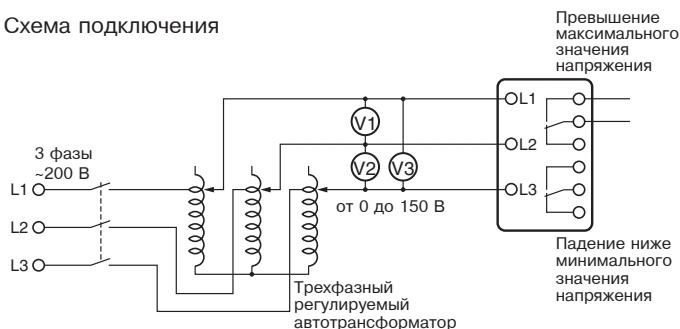 Схема подключения
Превышение
максимального
значения
напряжения
L1
V1
L2
3 фазы
~200 В
V2
V3
L1
L3
от 0 до 150 В
L2
L3
Падение ниже
минимального
значения
напряжения
Трехфазный
регулируемый
автотрансформатор